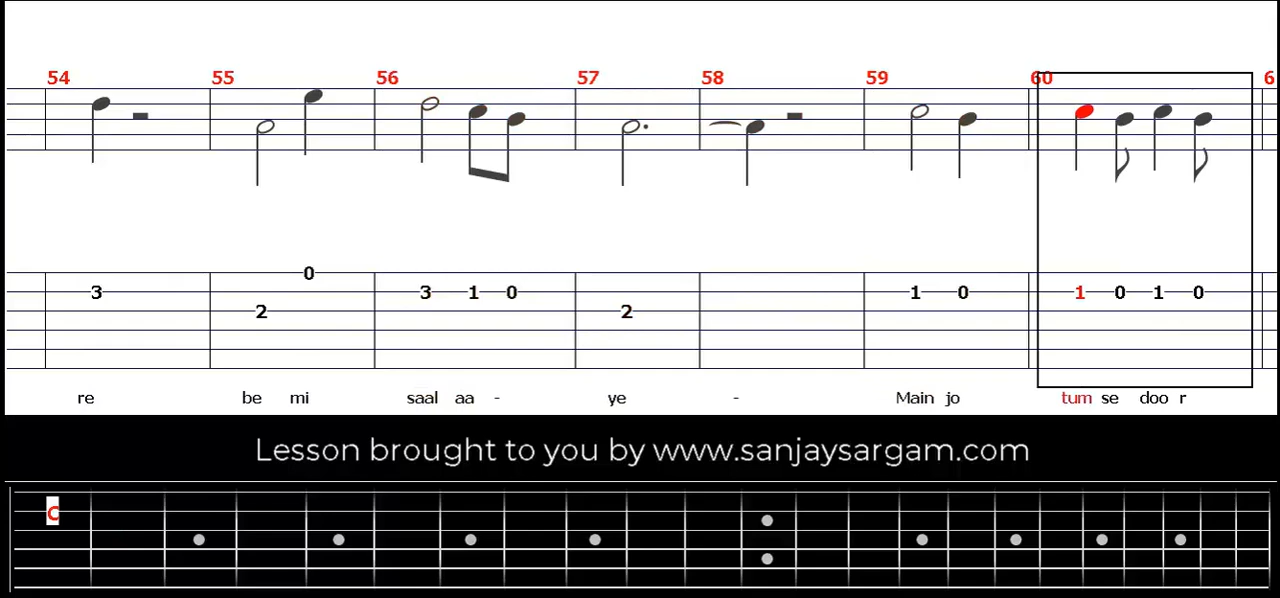 54 55 56 57 58 59 60 6
0
3 3 1 0 1 0 1 0 1 0
2 2
re be mi saal aa - ye - Main jo tum se doo r
Lesson brought to you by www.sanjaysargam.com
C